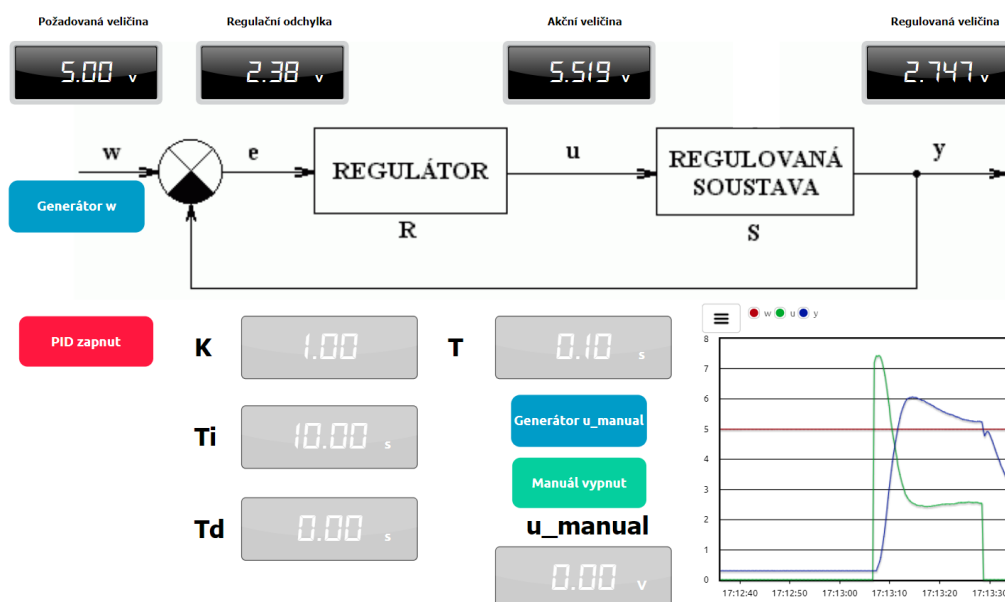 Požadovaná veličina
Regulační odchylka
Akční veličina
Regulovaná veličina
5.00 v
2.38 v
5.519 v
2.747 v
w
e
REGULÁTOR
u
REGULOVANÁ
SOUSTAVA
y
Generátor w
R
S
PID zapnut
K
1.00
T
0.10 s
Ti
10.00 s
Generátor u_manual
Manuál vypnut
Td
0.00 s
u_manual
0.00 v
w u y
8
7
6
5
4
3
2
1
0
17:12:40 17:12:50 17:13:00 17:13:10 17:13:20 17:13:30